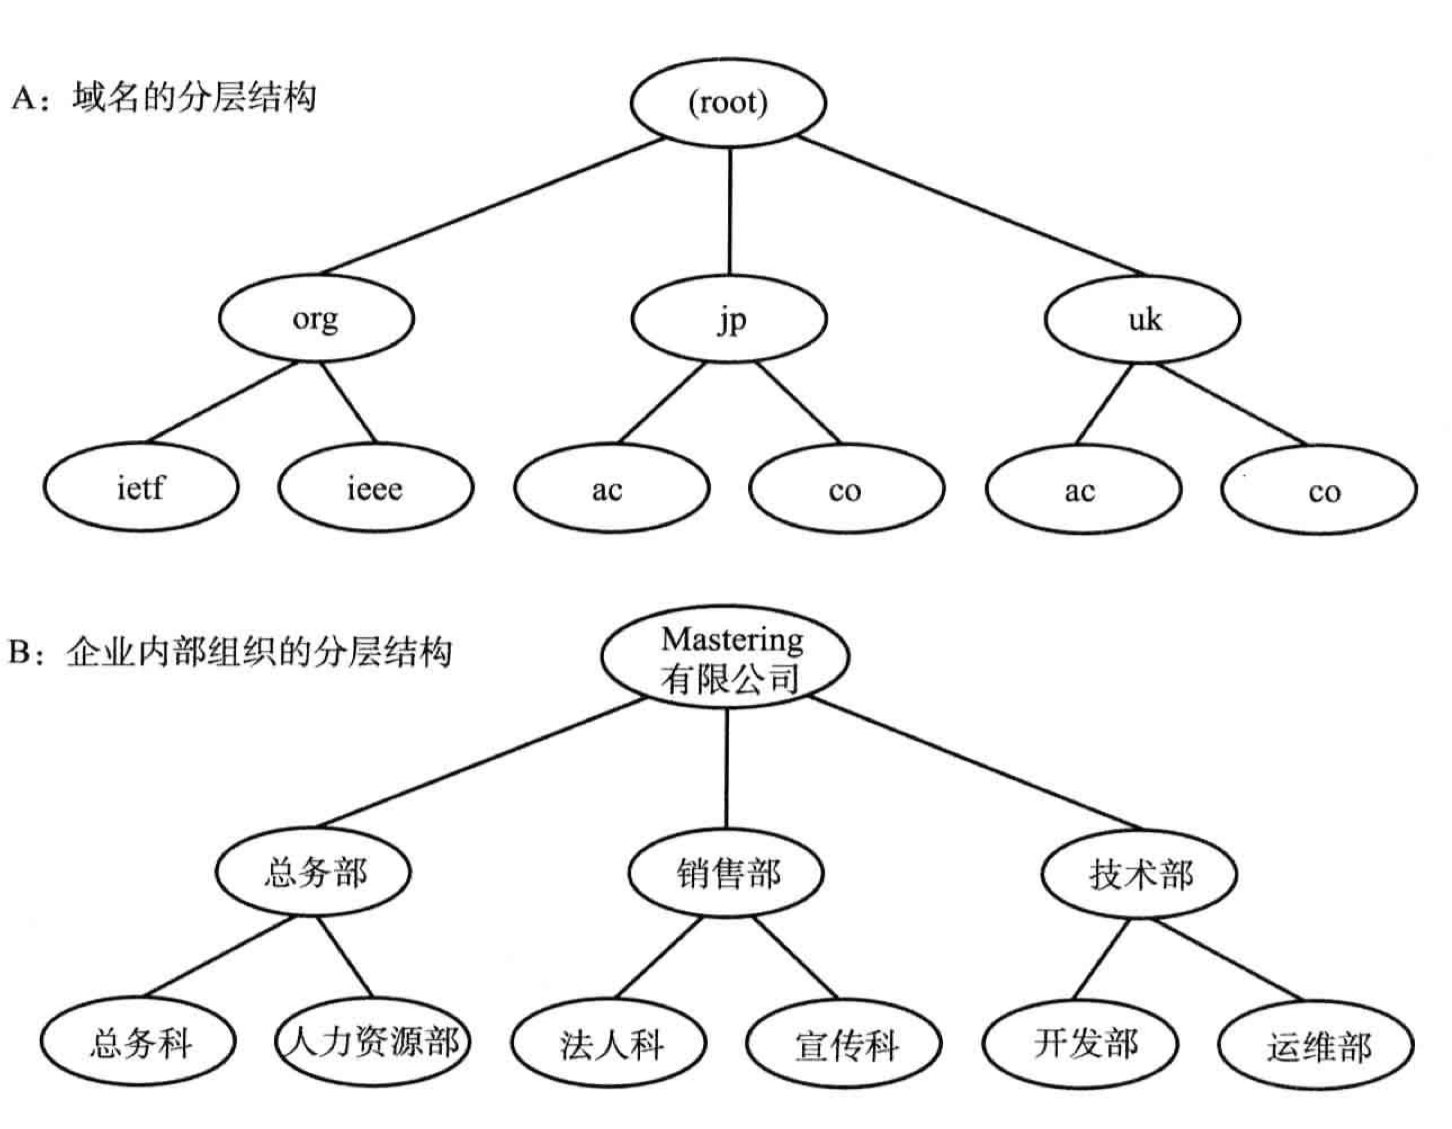 A：域名的分层结构
(root)
org
jp
uk
ietf
ieee
ac
co
ac
co
B：企业内部组织的分层结构
Mastering
有限公司
总务部
销售部
技术部
总务科
人力资源部
法人科
宣传科
开发部
运维部